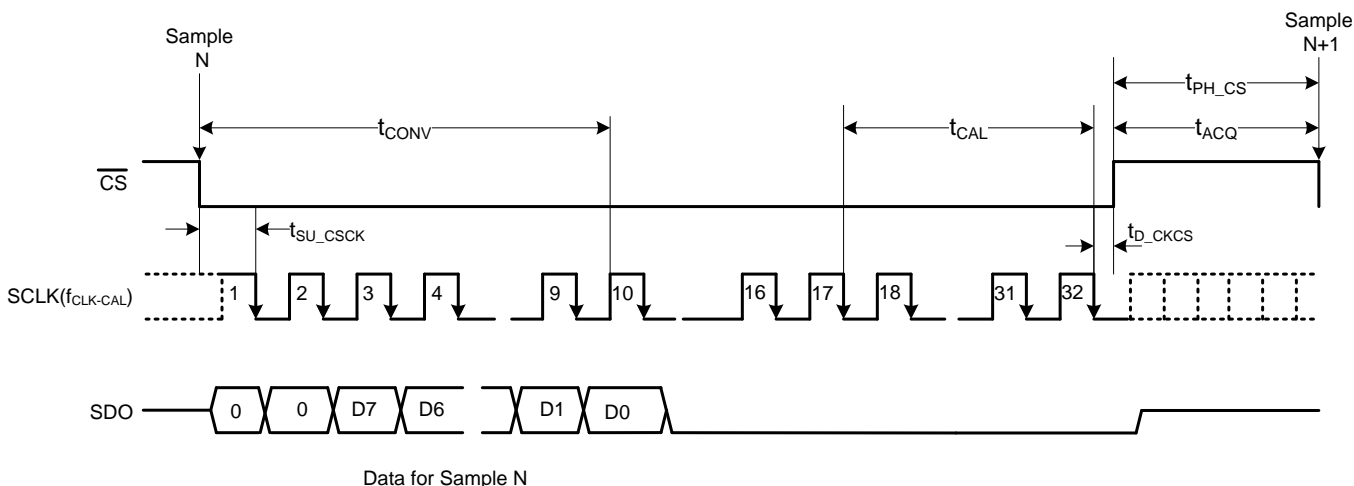 Sample
N
Sample
N+1
tPH_CS
tCONV
tCAL
tACQ
CS
tSU_CSCK
tD_CKCS
SCLK(fCLK-CAL)
1 2 3 4 9 10 16 17 18 31 32
SDO
0 0 D7 D6 D1 D0
Data for Sample N